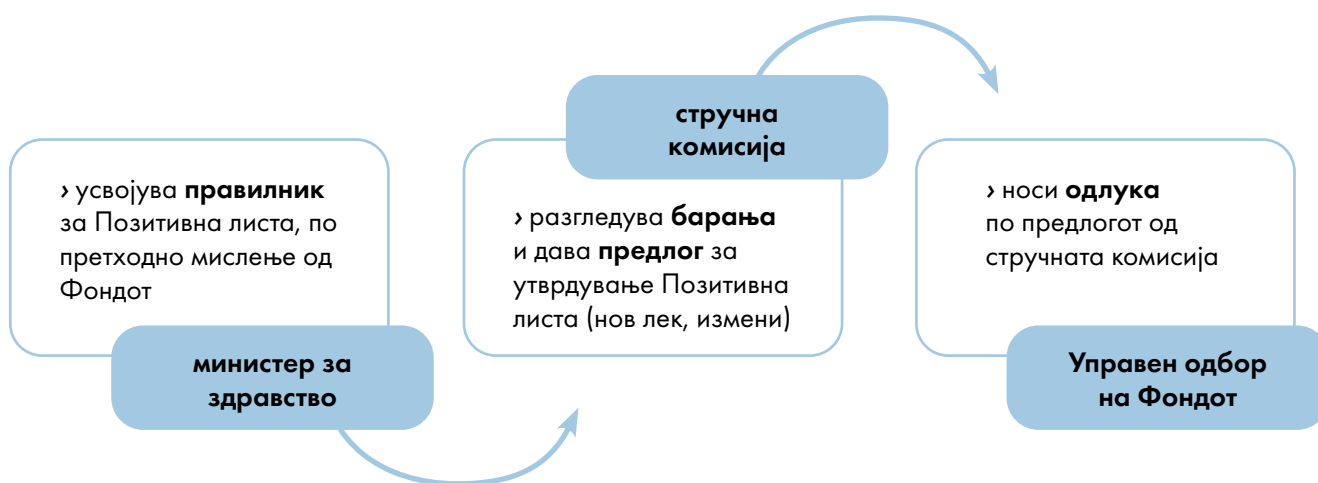 › усвојува правилник
за Позитивна листа, по
претходно мислење од
Фондот
министер за
здравство
стручна
комисија
› разгледува барања
и дава предлог за
утврдување Позитивна
листа (нов лек, измени)
› носи одлука
по предлогот од
стручната комисија
Управен одбор
на Фондот